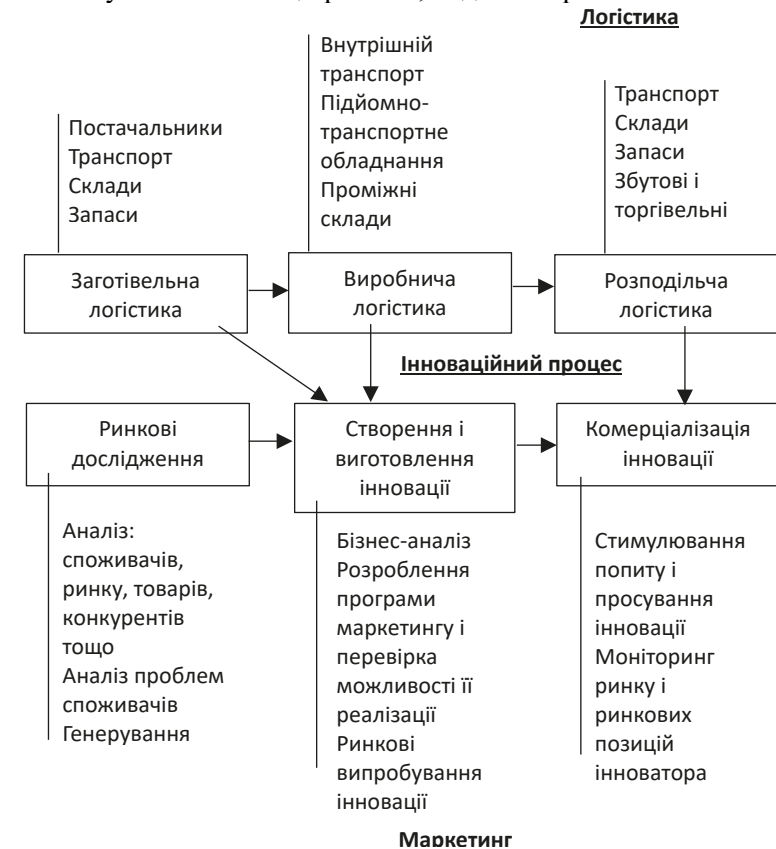 Логістика
Внутрішній
транспорт
Підйомно-
транспортне
обладнання
Проміжні
склади
Транспорт
Склади
Запаси
Збутові і
торгівельні
Постачальники
Транспорт
Склади
Запаси
Заготівельна
логістика
Виробнича
логістика
Розподільча
логістика
Інноваційний процес
Ринкові
дослідження
Створення і
виготовлення
інновації
Комерціалізація
інновації
Аналіз:
споживачів,
ринку, товарів,
конкурентів
тощо
Аналіз проблем
споживачів
Генерування
Бізнес-аналіз
Розроблення
програми
маркетингу і
перевірка
можливості її
реалізації
Ринкові
випробування
інновації
Стимулювання
попиту і
просування
інновації
Моніторинг
ринку і
ринкових
позицій
інноватора
Маркетинг